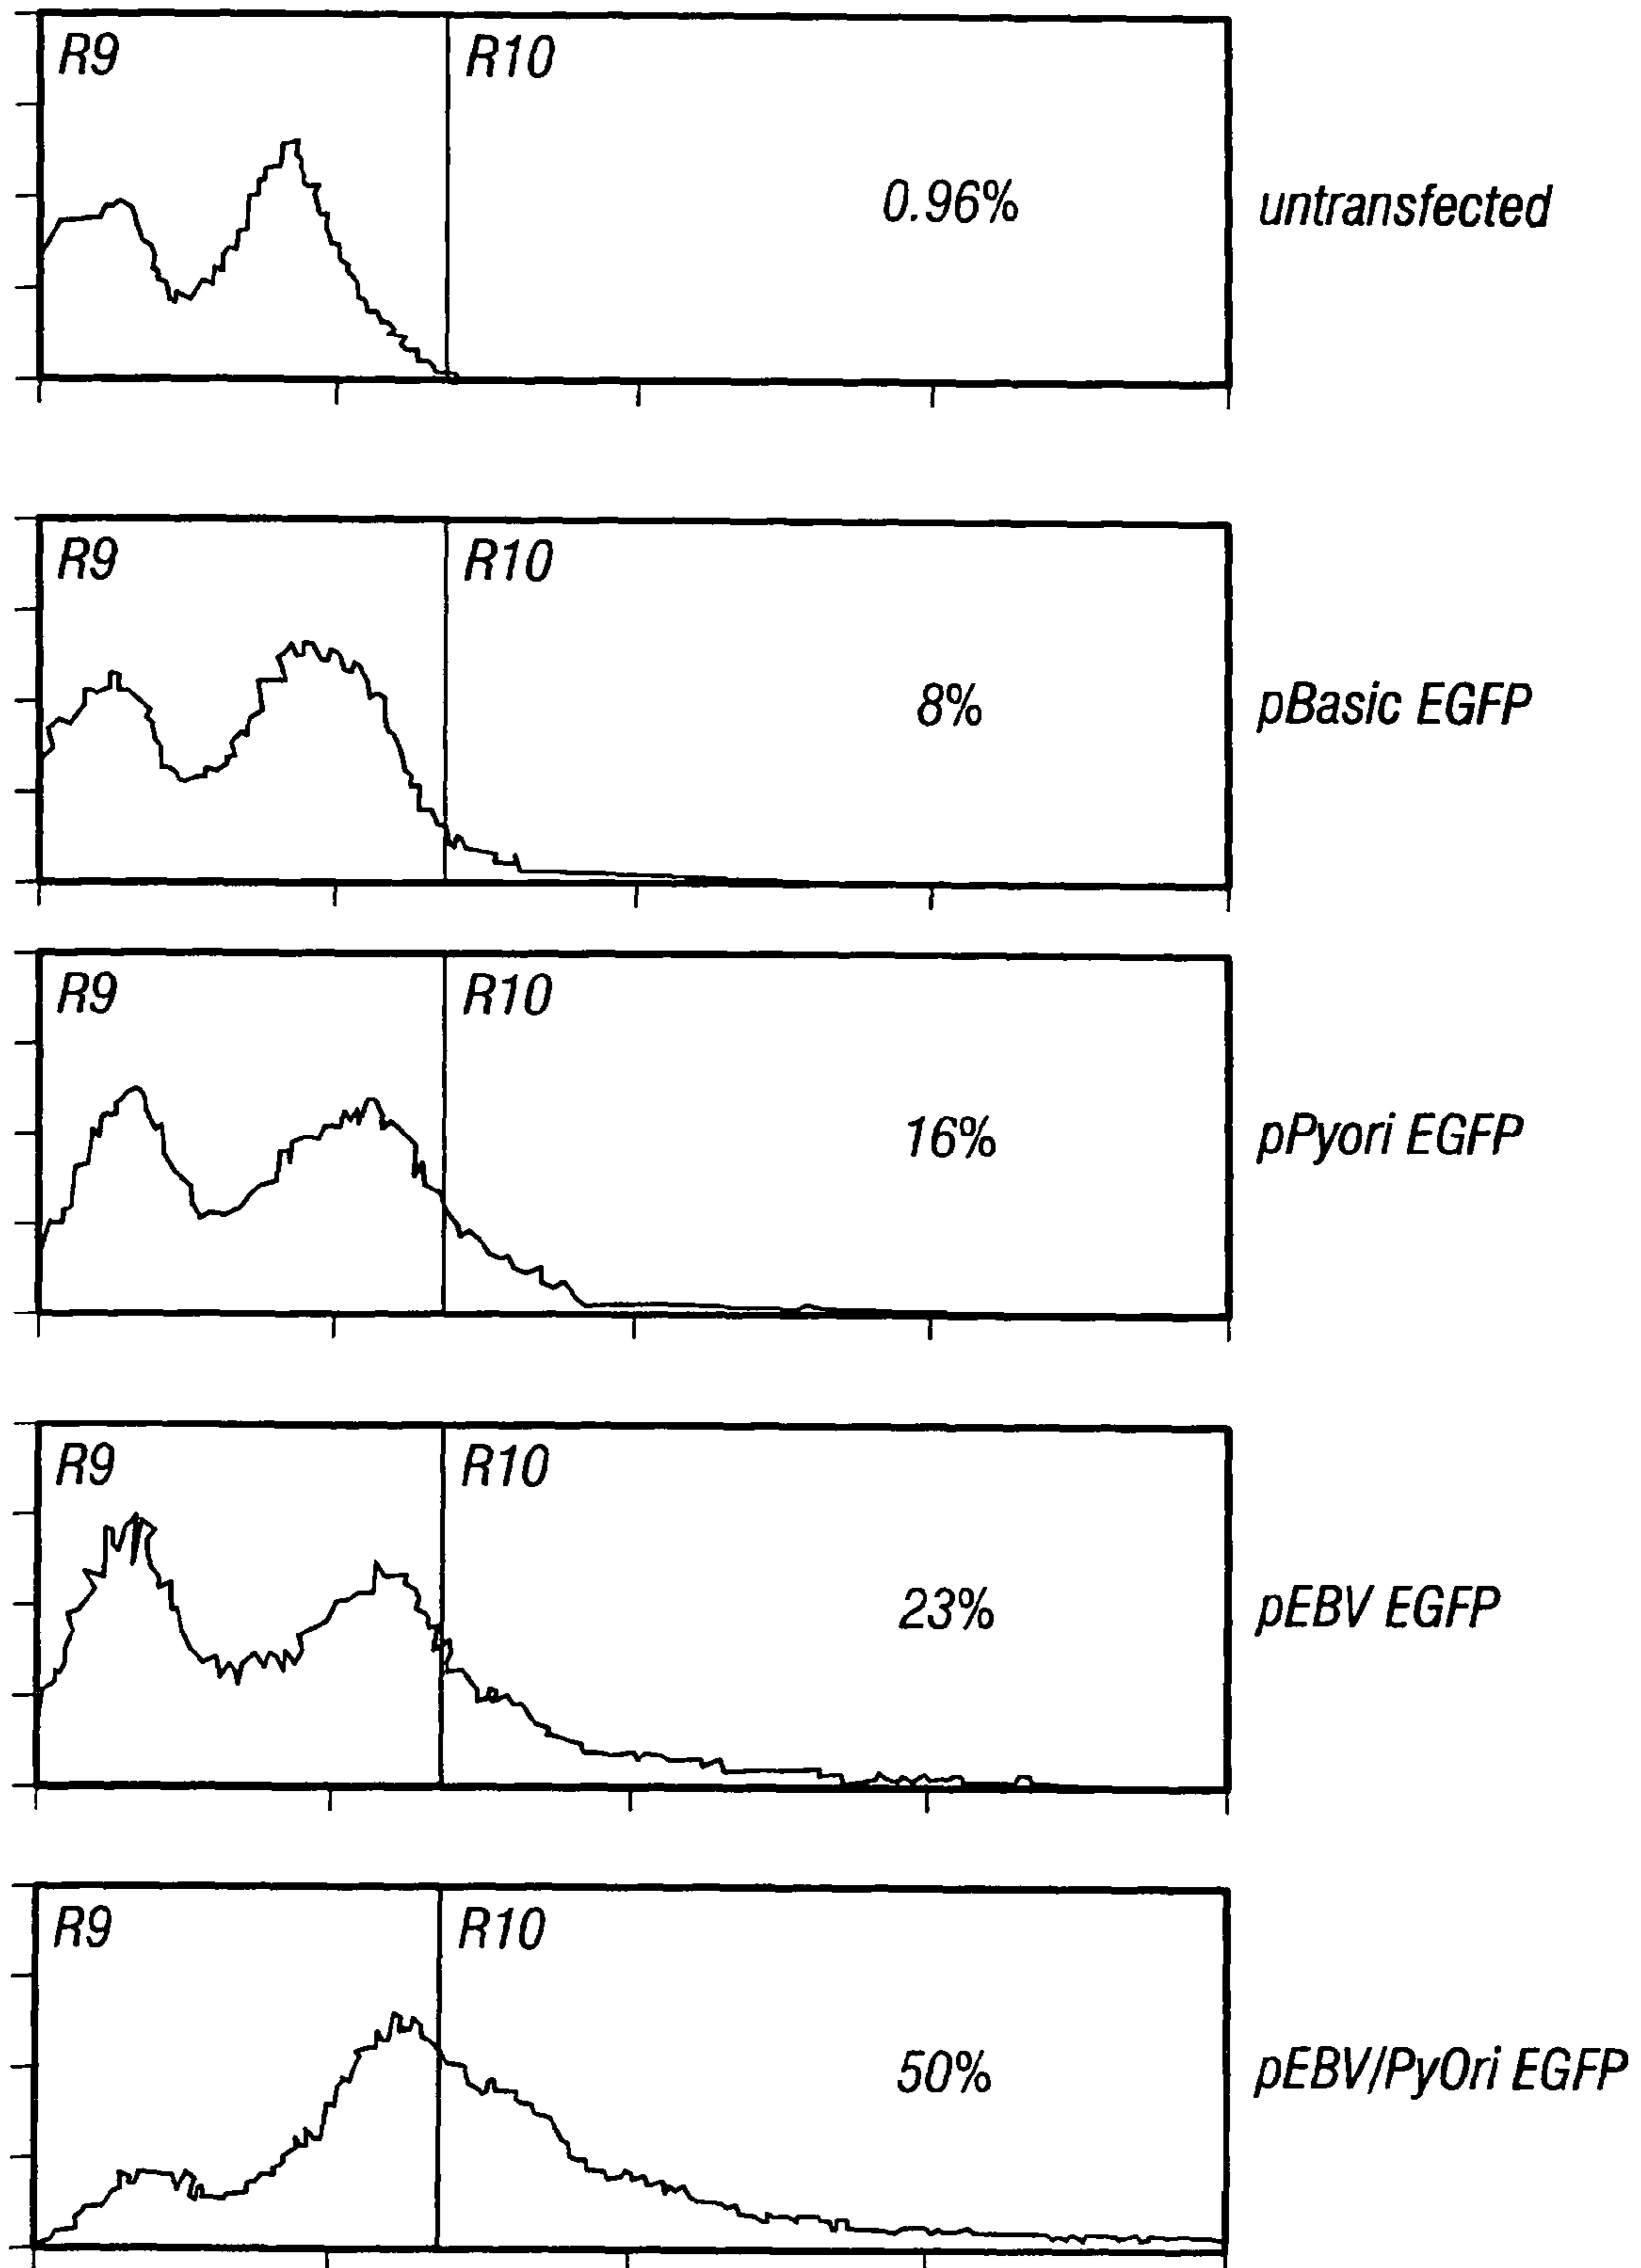 R9 R10
0.96% untransfected
R9 R10
8% pBasic EGFP
R9 R10
16% pPyori EGFP
R9 R10
23% pEBV EGFP
R9 R10
50% pEBV/PyOri EGFP